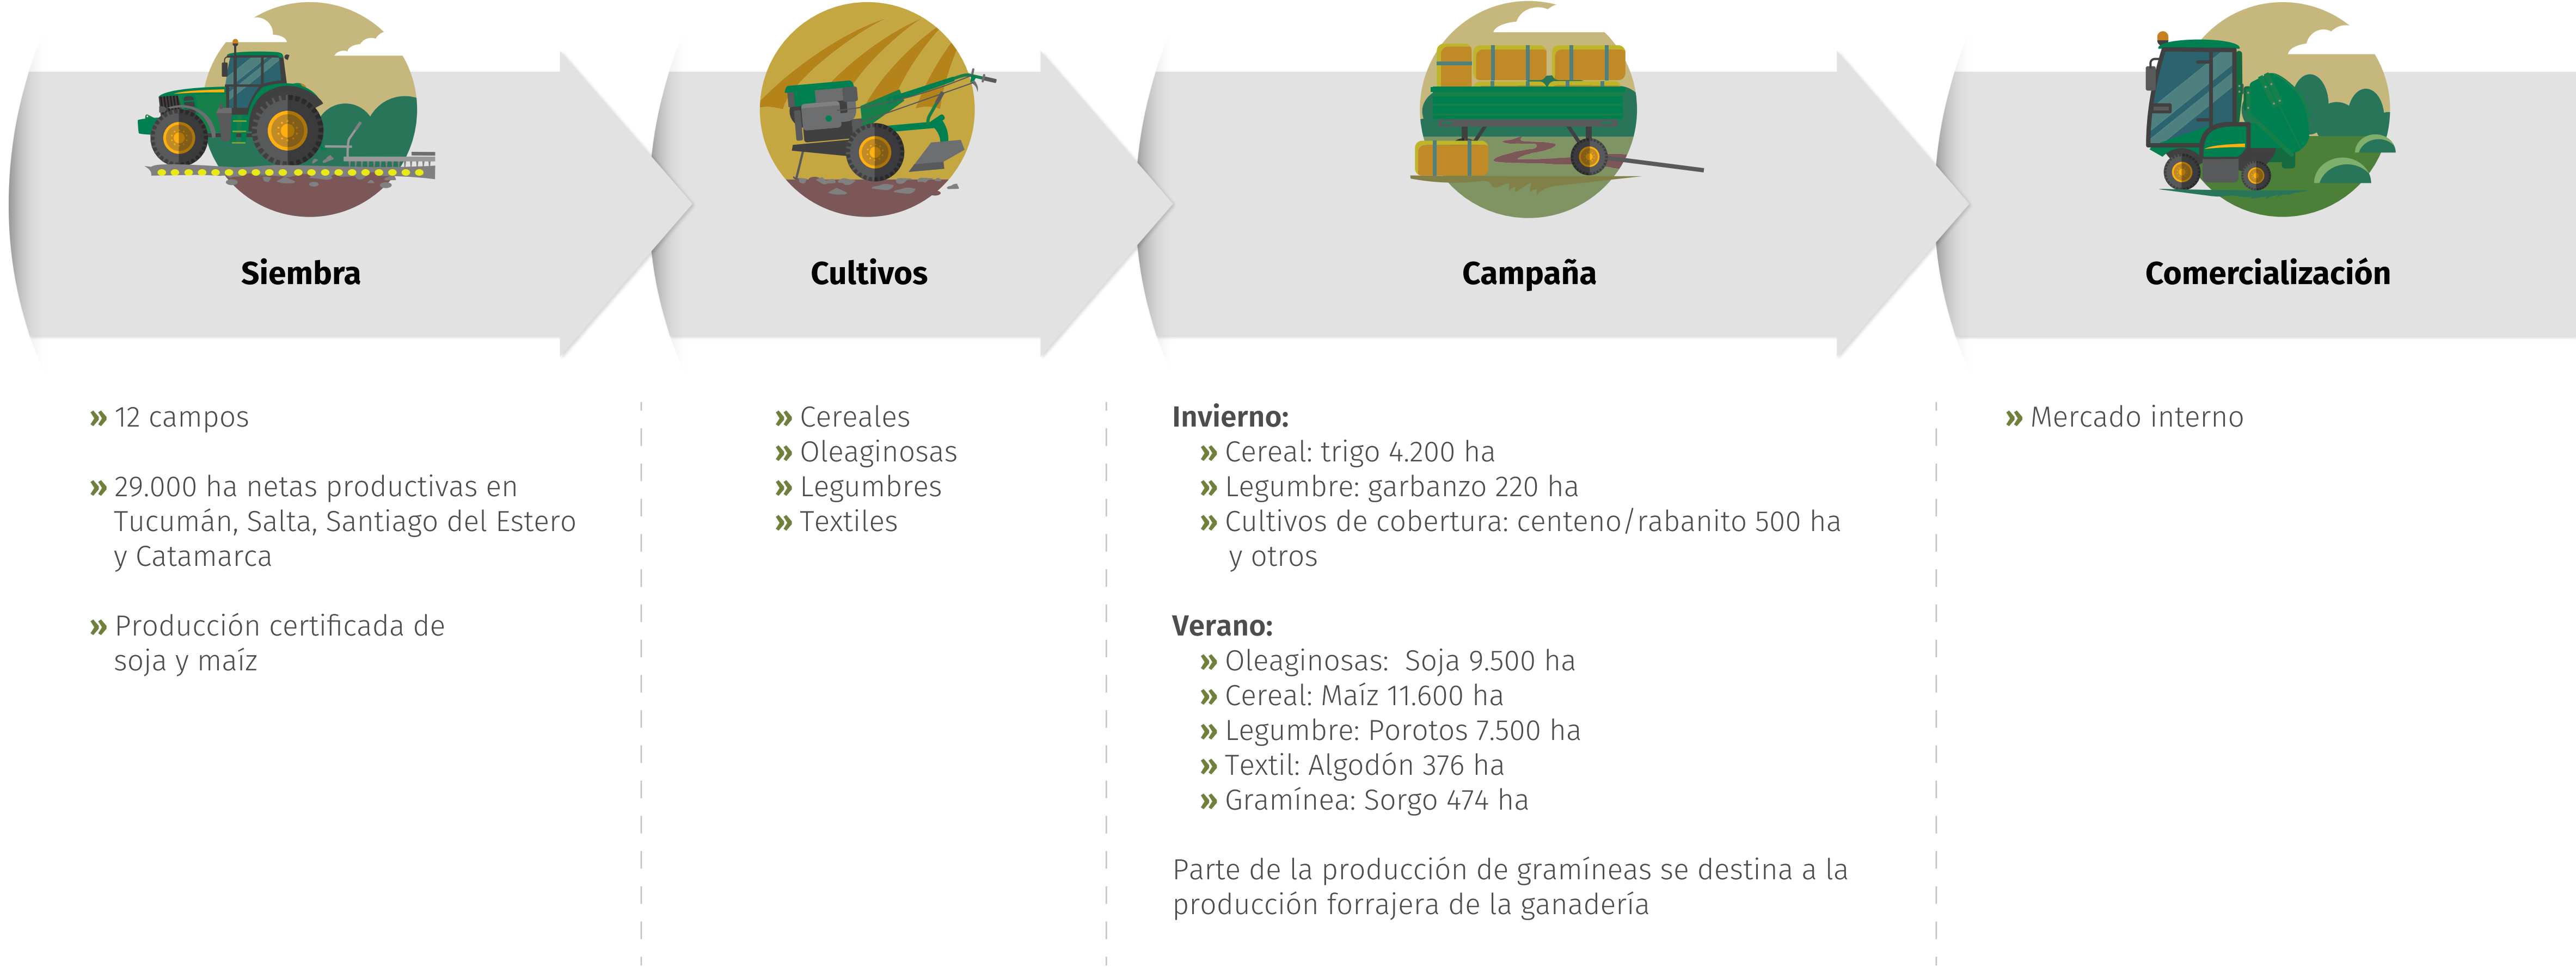 Siembra
» 12 campos
» 29.000 ha netas productivas en
Tucumán, Salta, Santiago del Estero
y Catamarca
» Producción certificada de
soja y maíz
Cultivos
» Cereales
» Oleaginosas
» Legumbres
» Textiles
Campaña
Invierno:
» Cereal: trigo 4.200 ha
» Legumbre: garbanzo 220 ha
» Cultivos de cobertura: centeno/rabanito 500 ha
y otros
Verano:
» Oleaginosas:  Soja 9.500 ha
» Cereal: Maíz 11.600 ha
» Legumbre: Porotos 7.500 ha
» Textil: Algodón 376 ha
» Gramínea: Sorgo 474 ha
Parte de la producción de gramíneas se destina a la
producción forrajera de la ganadería
Comercialización
» Mercado interno